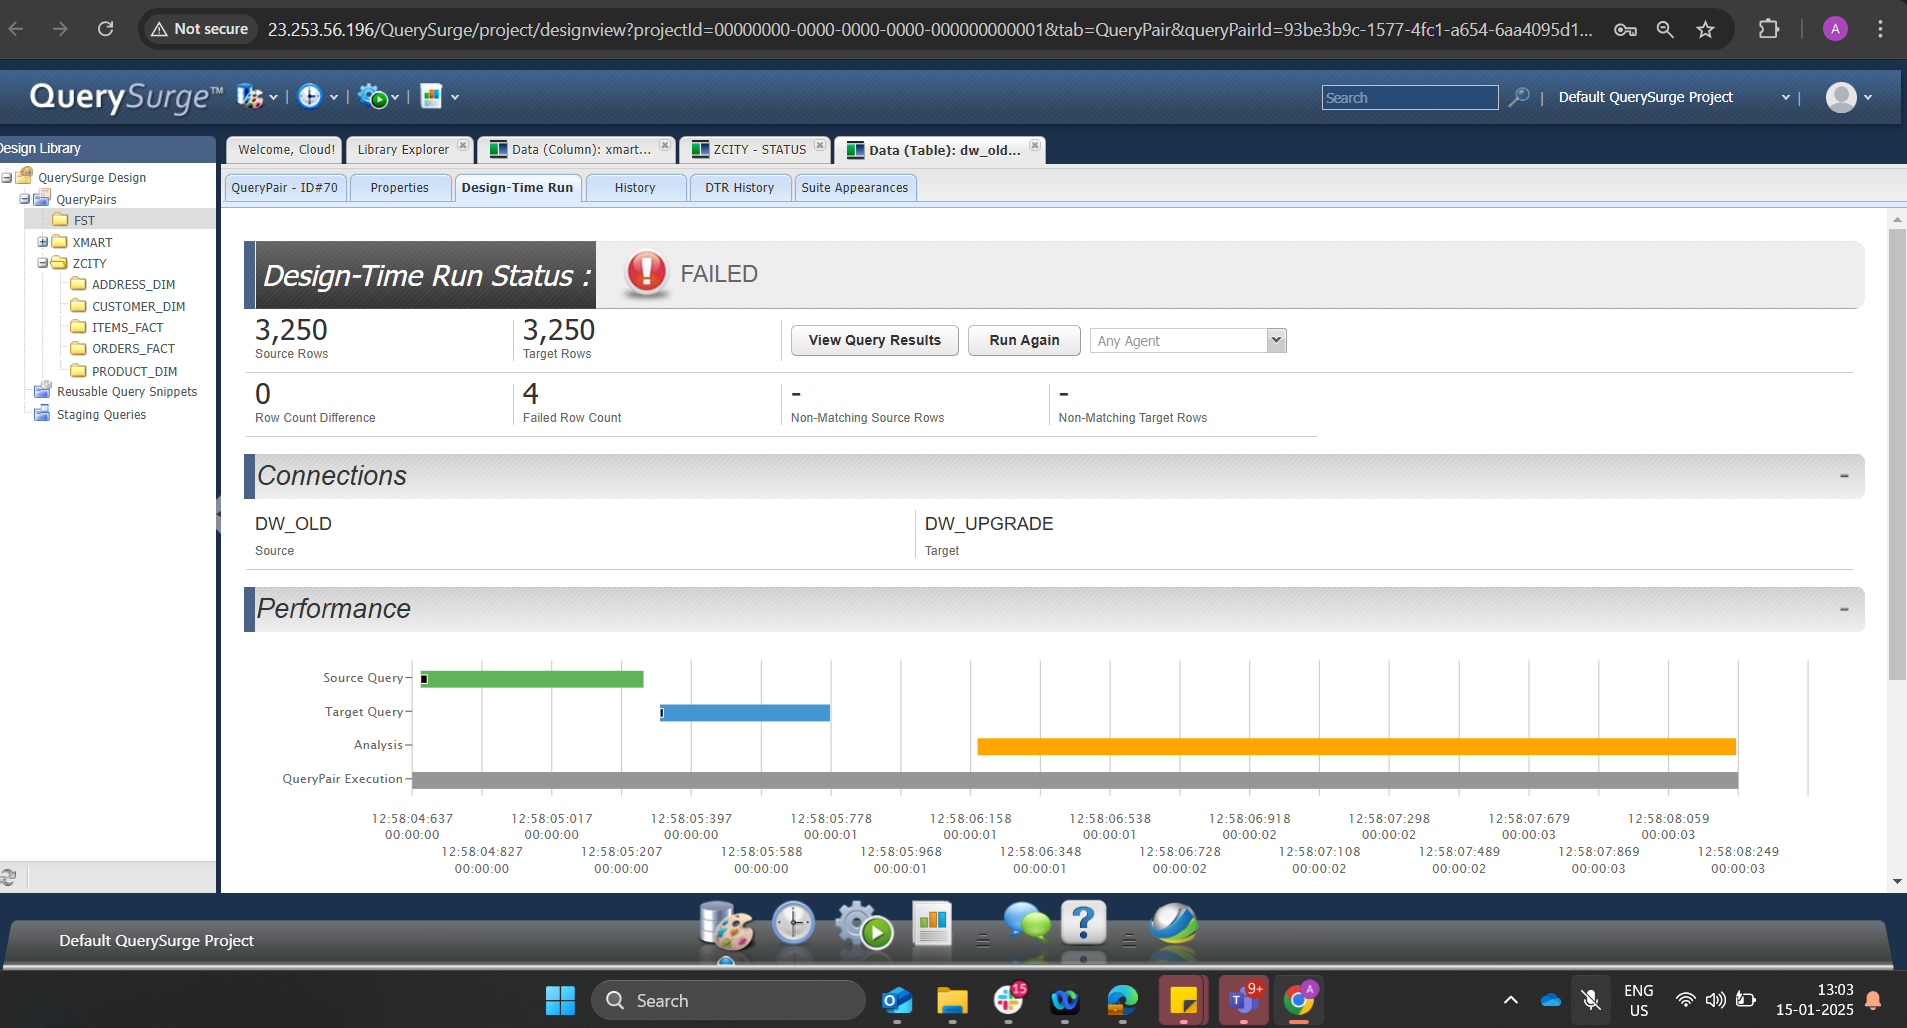 Not secure
23.253.56.196/QuerySurge/project/designview?projectId=00000000-0000-0000-0000-000000000001&tab=QueryPair&queryPairId=93be3b9c-1577-4fc1-a654-6aa4095d1...
A
QuerySurge™
Search
Default QuerySurge Project
Design Library
Welcome, Cloud!
Library Explorer
Data (Column): xmart...
ZCITY - STATUS
Data (Table): dw_old...
QueryPair - ID#70
Properties
Design-Time Run
History
DTR History
Suite Appearances
QuerySurge Design
QueryPairs
FST
XMART
ZCITY
ADDRESS_DIM
CUSTOMER_DIM
ITEMS_FACT
ORDERS_FACT
PRODUCT_DIM
Reusable Query Snippets
Staging Queries
Design-Time Run Status :
FAILED
3,250
Source Rows
3,250
Target Rows
View Query Results
Run Again
Any Agent
0
Row Count Difference
4
Failed Row Count
-
Non-Matching Source Rows
-
Non-Matching Target Rows
Connections
-
DW_OLD
Source
DW_UPGRADE
Target
Performance
-
Source Query
Target Query
Analysis
QueryPair Execution
12:58:04:637 12:58:05:017 12:58:05:397 12:58:05:778 12:58:06:158 12:58:06:538 12:58:06:918 12:58:07:298 12:58:07:679 12:58:08:059
00:00:00 00:00:00 00:00:00 00:00:01 00:00:01 00:00:01 00:00:02 00:00:02 00:00:03 00:00:03
12:58:04:827 12:58:05:207 12:58:05:588 12:58:05:968 12:58:06:348 12:58:06:728 12:58:07:108 12:58:07:489 12:58:07:869 12:58:08:249
00:00:00 00:00:00 00:00:00 00:00:01 00:00:01 00:00:02 00:00:02 00:00:02 00:00:03 00:00:03
Default QuerySurge Project
?
Search
15
9+
A
ENG
US
13:03
15-01-2025